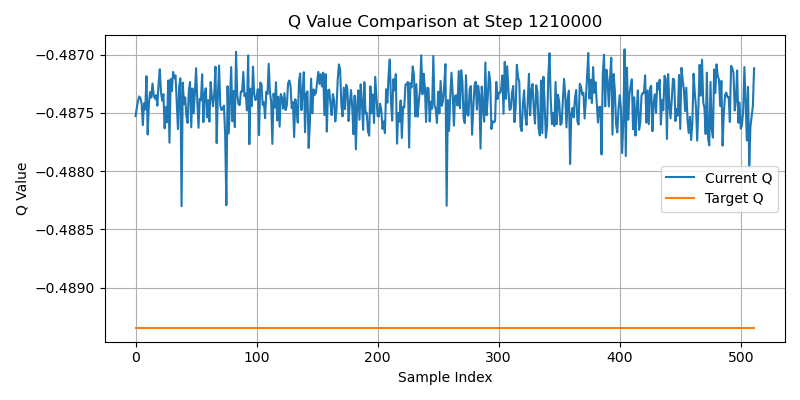 Q Value Comparison at Step 1210000
−0.4870
−0.4875
−0.4880
−0.4885
−0.4890
Q Value
Current Q
Target Q
0 100 200 300 400 500
Sample Index